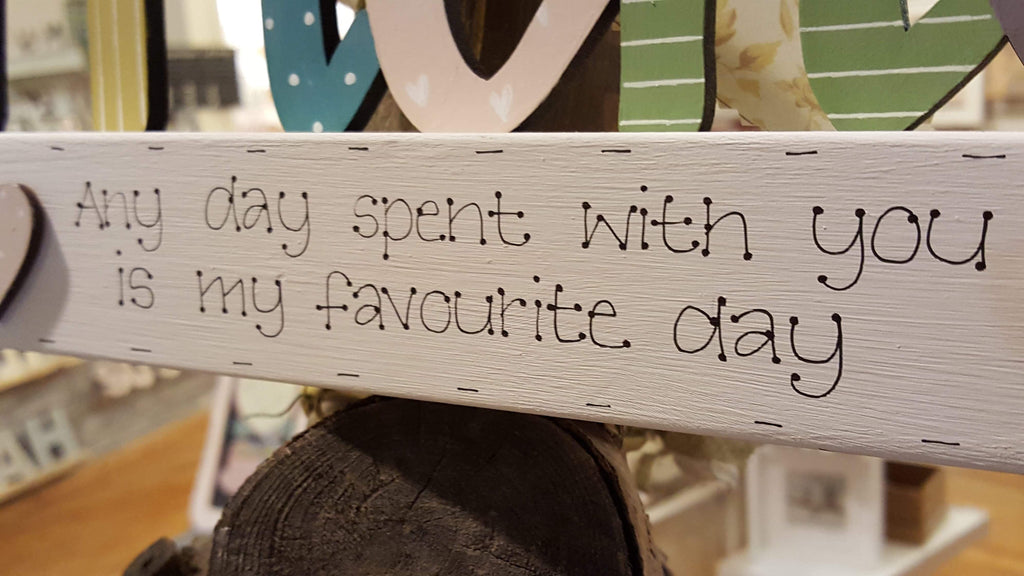 Any day spent with you
is my favourite day